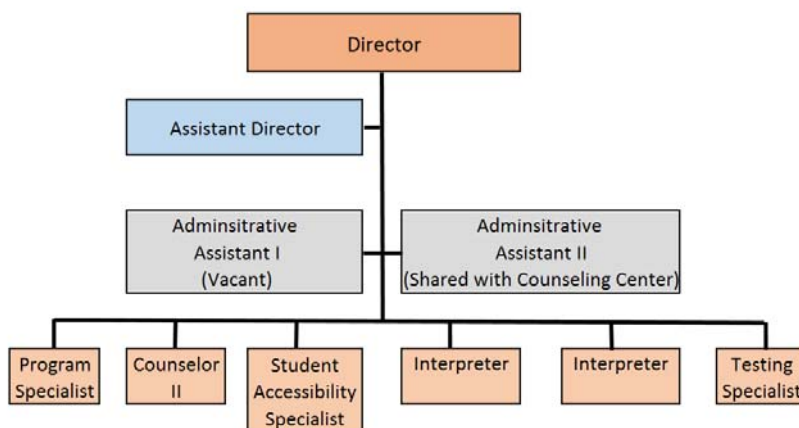 Director
Assistant Director
Adminsitrative
Assistant I
(Vacant)
Adminsitrative
Assistant II
(Shared with Counseling Center)
Program
Specialist
Counselor
II
Student
Accessibility
Specialist
Interpreter
Interpreter
Testing
Specialist